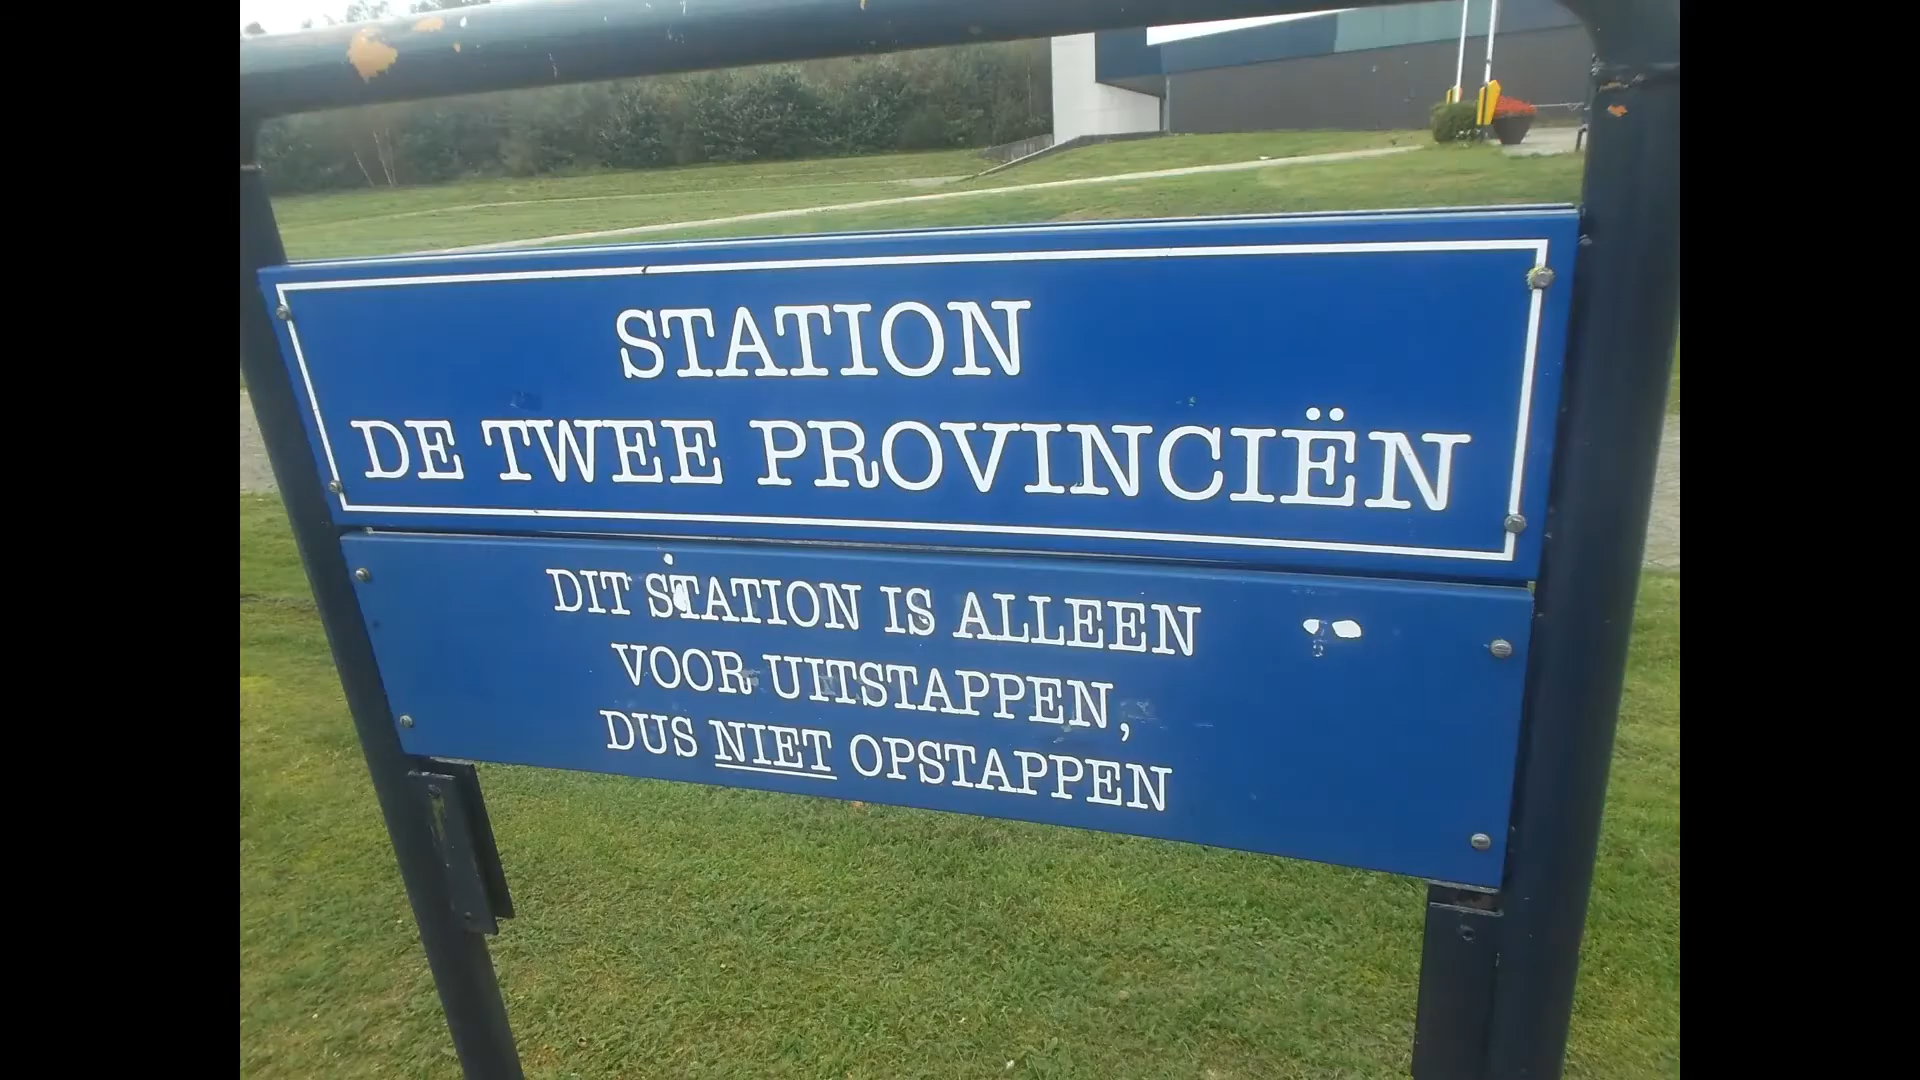 STATION
DE TWEE PROVINCIËN
DIT STATION IS ALLEEN
VOOR UITSTAPPEN,
DUS NIET OPSTAPPEN